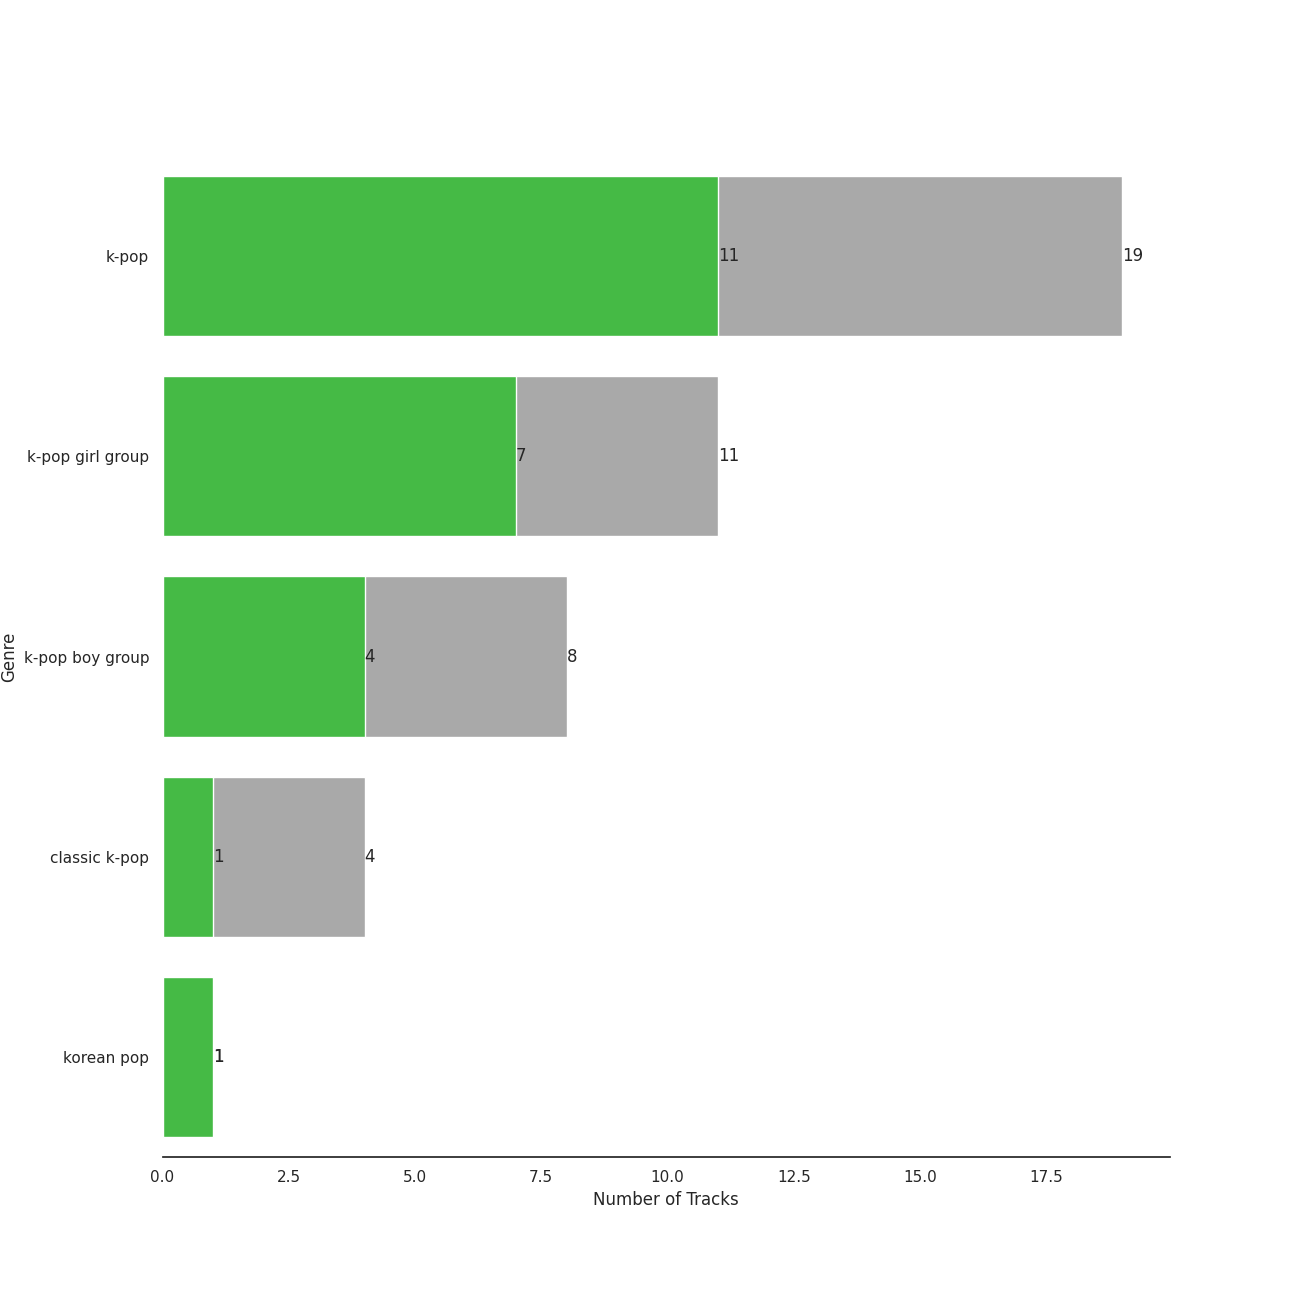 k-pop
11
19
k-pop girl group
7
11
Genre
k-pop boy group
4
8
classic k-pop
1
4
korean pop
1
0.0 2.5 5.0 7.5 10.0 12.5 15.0 17.5
Number of Tracks